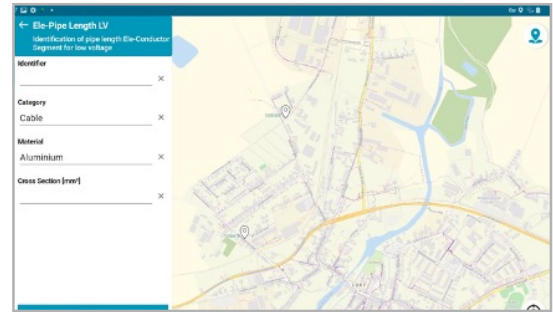 ← Ele-Pipe Length LV
Identification of pipe length Ele-Conductor
Segment for low voltage
Identifier
×
Category
Cable ×
Material
Aluminium ×
Cross Section [mm²]
×